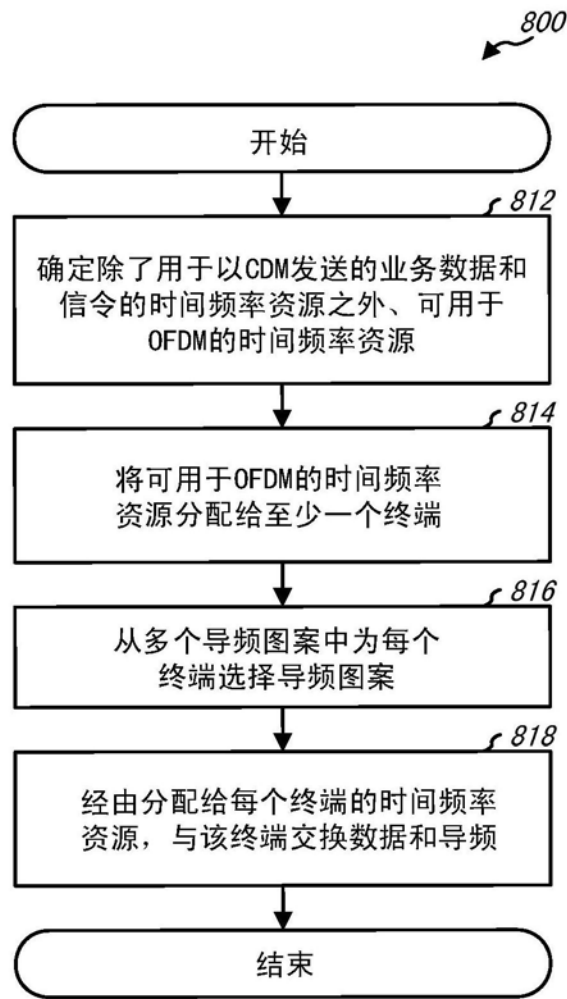 800
开始
812
确定除了用于以CDM发送的业务数据和
信令的时间频率资源之外、可用于
OFDM的时间频率资源
814
将可用于OFDM的时间频率
资源分配给至少一个终端
816
从多个导频图案中为每个
终端选择导频图案
818
经由分配给每个终端的时间频率
资源，与该终端交换数据和导频
结束